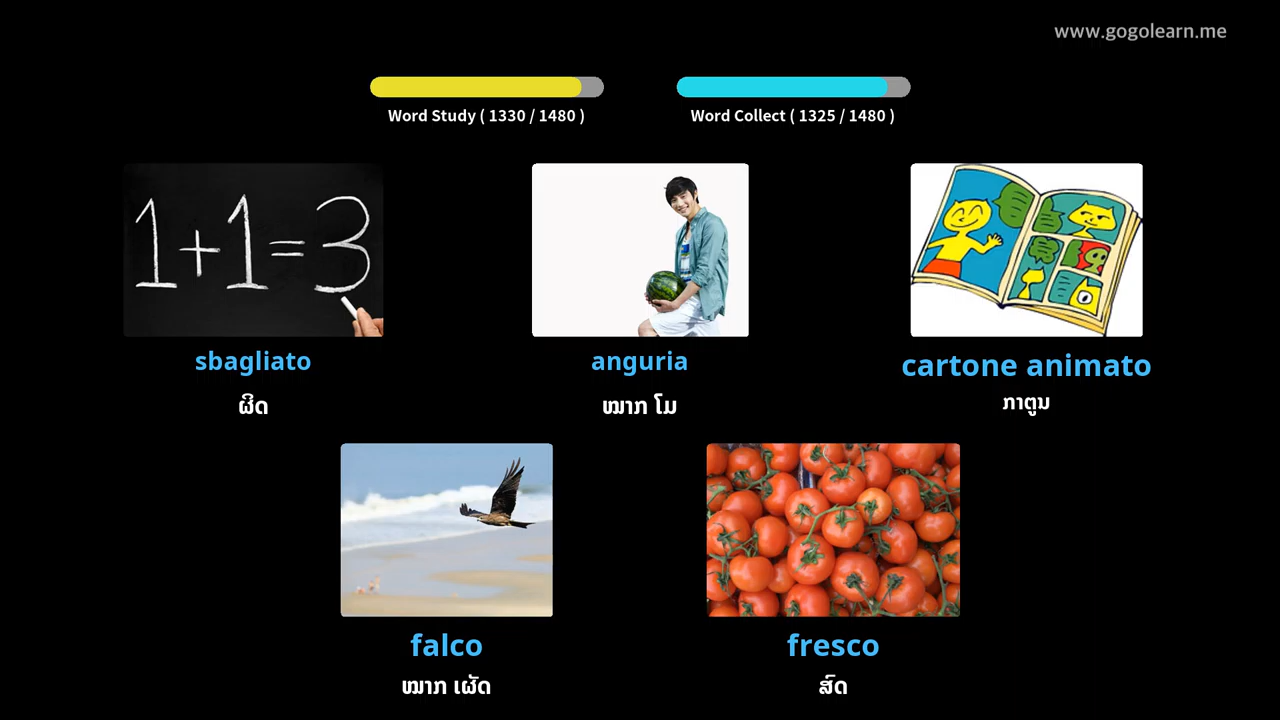 www.gogolearn.me
Word Study ( 1330 / 1480 )
Word Collect ( 1325 / 1480 )
1+1=3
sbagliato
ຜິດ
anguria
ໝາກ ໂມ
cartone animato
ກາຕູນ
falco
ໝາກ ເຜັດ
fresco
ສົດ